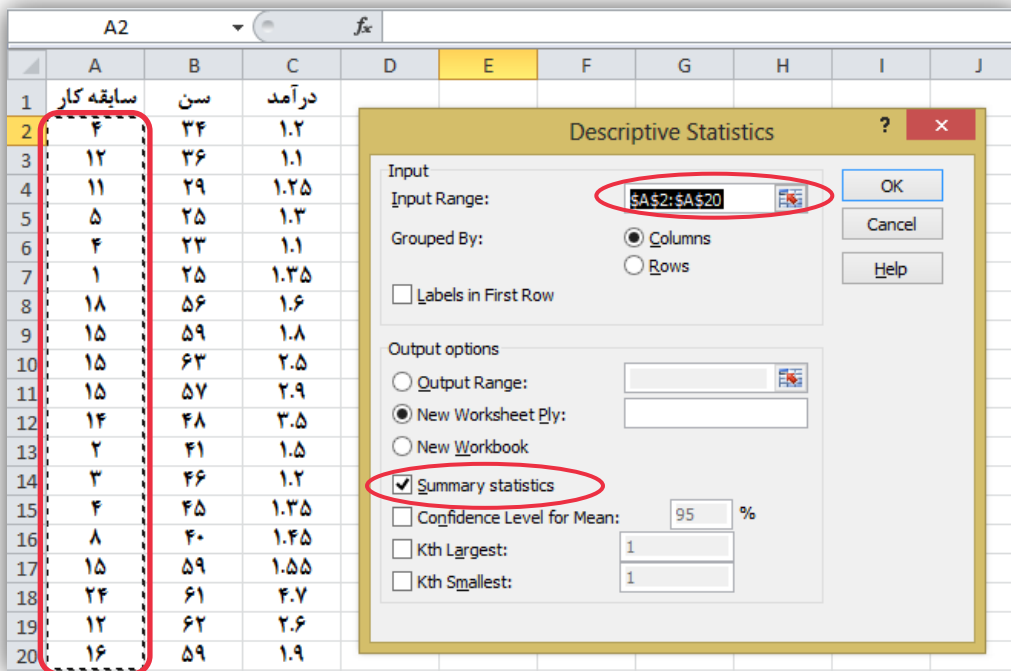 A2 fx
A B C D E F G H I J
1 سابقه کار سن درآمد
2 ۴ ۳۴ ۱.۲
3 ۱۲ ۳۶ ۱.۱
4 ۱۱ ۲۹ ۱.۲۵
5 ۵ ۲۵ ۱.۳
6 ۴ ۲۳ ۱.۱
7 ۱ ۲۵ ۱.۳۵
8 ۱۸ ۵۶ ۱.۶
9 ۱۵ ۵۹ ۱.۸
10 ۱۵ ۶۳ ۲.۵
11 ۱۵ ۵۷ ۲.۹
12 ۱۴ ۴۸ ۳.۵
13 ۲ ۴۱ ۱.۵
14 ۳ ۴۶ ۱.۲
15 ۴ ۴۵ ۱.۳۵
16 ۸ ۴۰ ۱.۴۵
17 ۱۵ ۵۹ ۱.۵۵
18 ۲۴ ۶۱ ۴.۷
19 ۱۲ ۶۲ ۲.۶
20 ۱۶ ۵۹ ۱.۹
Descriptive Statistics ? ×
Input
Input Range: $A$2:$A$20
Grouped By: Columns
Rows
Labels in First Row
OK
Cancel
Help
Output options
Output Range:
New Worksheet Ply:
New Workbook
Summary statistics
Confidence Level for Mean: 95 %
Kth Largest: 1
Kth Smallest: 1